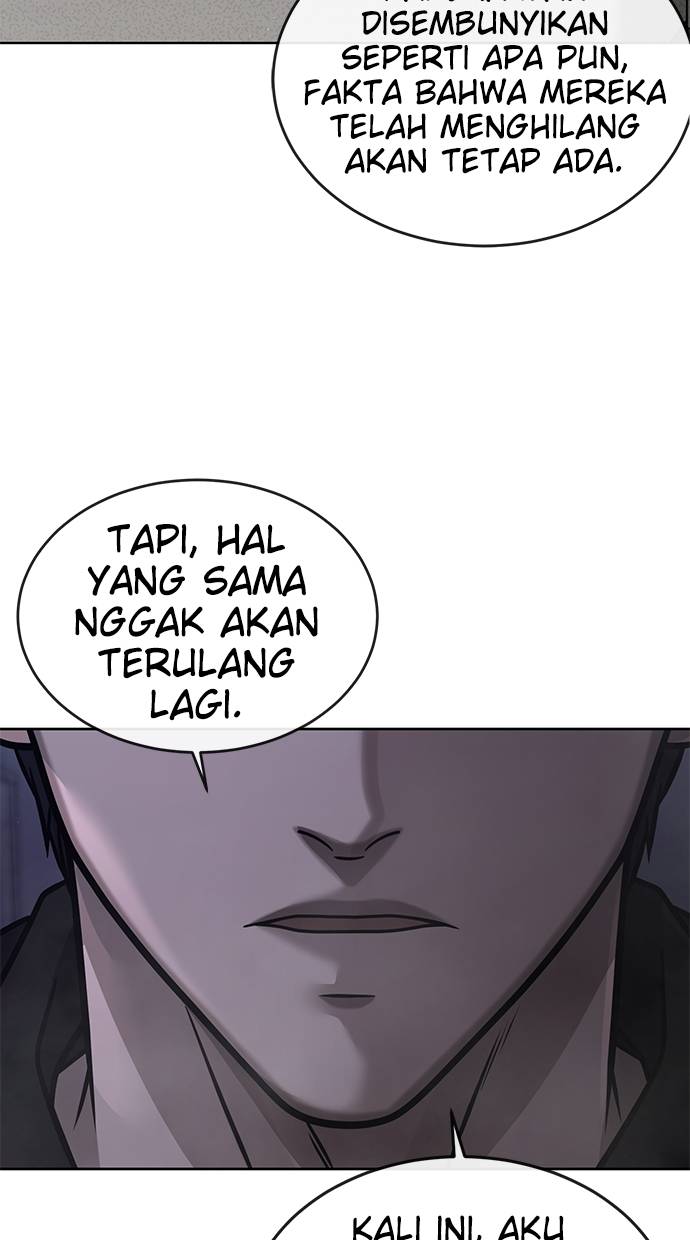 DISEMBUNYIKAN
SEPERTI APA PUN,
FAKTA BAHWA MEREKA
TELAH MENGHILANG
AKAN TETAP ADA.
TAPI, HAL
YANG SAMA
NGGAK AKAN
TERULANG
LAGI.
KALI INI, AKU